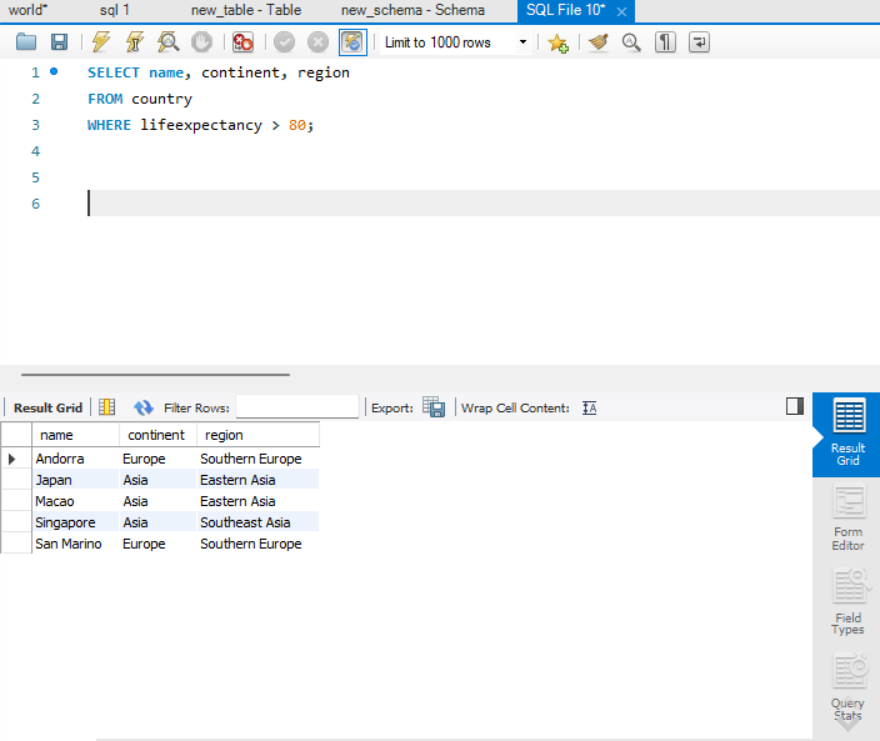 world* sql 1 new_table - Table new_schema - Schema SQL File 10*
Limit to 1000 rows
1 SELECT name, continent, region
2 FROM country
3 WHERE lifeexpectancy > 80;
4
5
6
Result Grid Filter Rows: Export: Wrap Cell Content:
name continent region
Andorra Europe Southern Europe
Japan Asia Eastern Asia
Macao Asia Eastern Asia
Singapore Asia Southeast Asia
San Marino Europe Southern Europe
Result
Grid
Form
Editor
Field
Types
Query
Stats